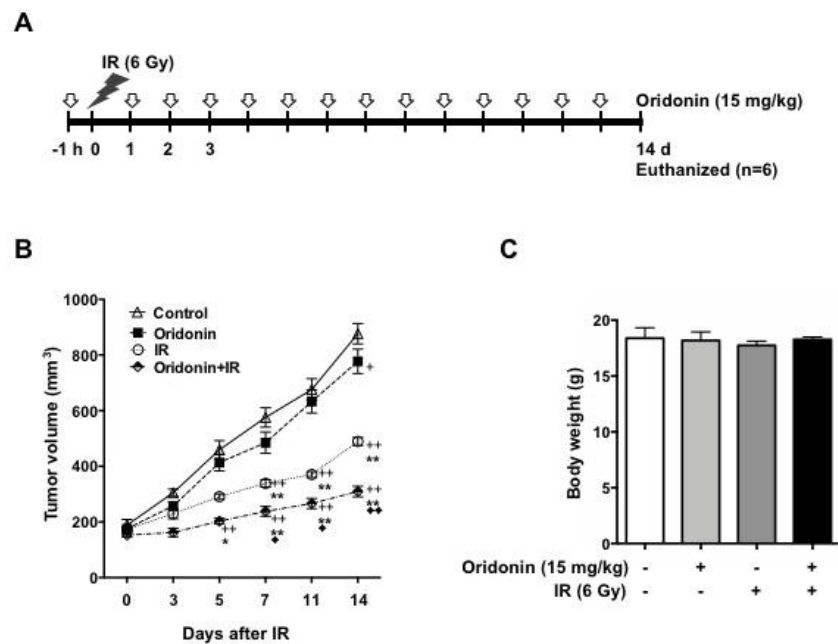 A
IR (6 Gy)
Oridonin (15 mg/kg)
-1 h 0 1 2 3 14 d
Euthanized (n=6)
B
1000
800
600
400
200
0
Tumor volume (mm³)
Control
Oridonin
IR
Oridonin+IR
+
++
**
++
**
++
**
++
**
♦♦
++
**
♦
++
**
♦
++
*
0 3 5 7 11 14
Days after IR
C
20
15
10
5
0
Body weight (g)
Oridonin (15 mg/kg) - + - +
IR (6 Gy) - - + +